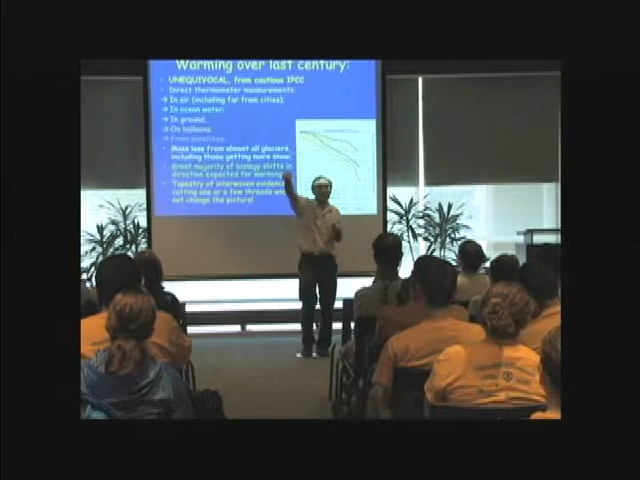 Warming over last century:
UNEQUIVOCAL, from cautious IPCC
Direct thermometer measurements:
→ In air (including far from cities),
→ In ocean water;
→ In ground,
→ On balloons,
→ From satellites;
Mass loss from almost all glaciers,
including those getting more snow;
Great majority of biology shifts in
direction expected for warming
Tapestry of interwoven evidence
cutting one or a few threads
not change the picture!